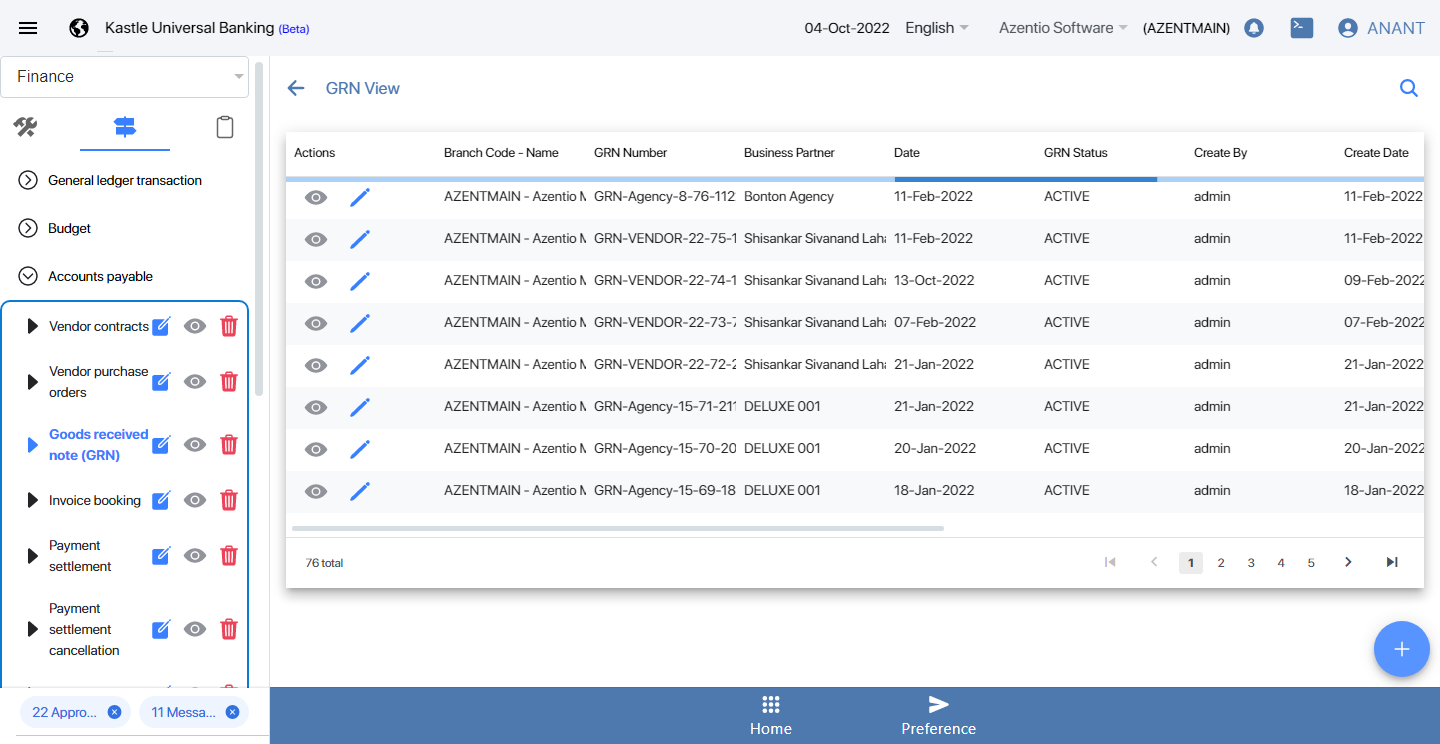 Kastle Universal Banking (Beta)
04-Oct-2022 English Azentio Software (AZENTMAIN) ANANT
Finance
General ledger transaction
Budget
Accounts payable
Vendor contracts
Vendor purchase
orders
Goods received
note (GRN)
Invoice booking
Payment
settlement
Payment
settlement
cancellation
22 Appro... 11 Messa...
GRN View
Actions Branch Code - Name GRN Number Business Partner Date GRN Status Create By Create Date
AZENTMAIN - Azentio M GRN-Agency-8-76-112 Bonton Agency 11-Feb-2022 ACTIVE admin 11-Feb-2022
AZENTMAIN - Azentio M GRN-VENDOR-22-75-1 Shisankar Sivanand Laha 11-Feb-2022 ACTIVE admin 11-Feb-2022
AZENTMAIN - Azentio M GRN-VENDOR-22-74-1 Shisankar Sivanand Laha 13-Oct-2022 ACTIVE admin 09-Feb-2022
AZENTMAIN - Azentio M GRN-VENDOR-22-73-7 Shisankar Sivanand Laha 07-Feb-2022 ACTIVE admin 07-Feb-2022
AZENTMAIN - Azentio M GRN-VENDOR-22-72-2 Shisankar Sivanand Laha 21-Jan-2022 ACTIVE admin 21-Jan-2022
AZENTMAIN - Azentio M GRN-Agency-15-71-211 DELUXE 001 21-Jan-2022 ACTIVE admin 21-Jan-2022
AZENTMAIN - Azentio M GRN-Agency-15-70-20 DELUXE 001 20-Jan-2022 ACTIVE admin 20-Jan-2022
AZENTMAIN - Azentio M GRN-Agency-15-69-18 DELUXE 001 18-Jan-2022 ACTIVE admin 18-Jan-2022
76 total 1 2 3 4 5
Home Preference